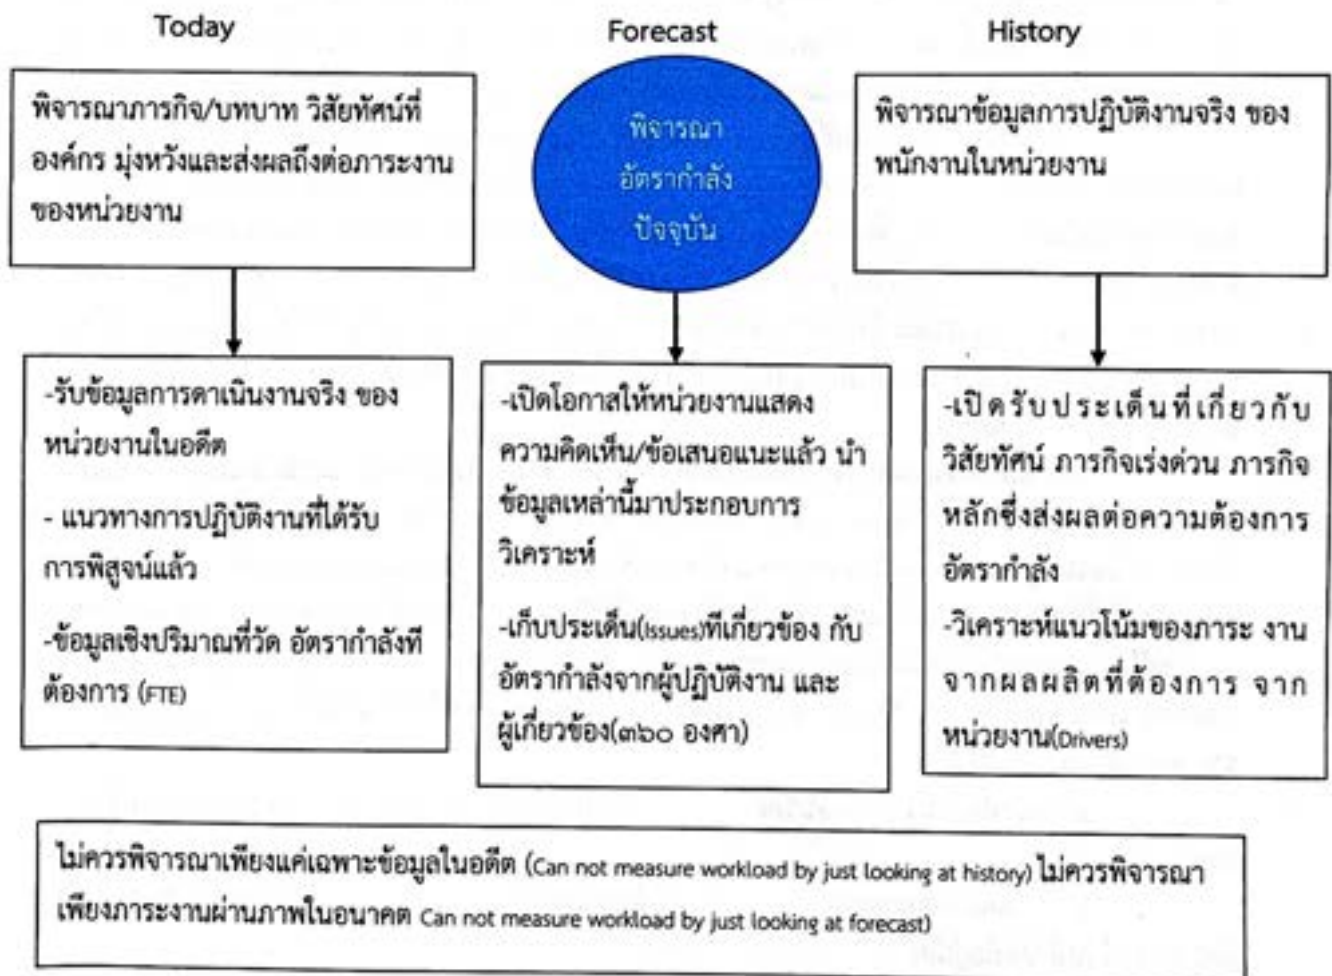 Today
Forecast
History
พิจารณาภารกิจ/บทบาท วิสัยทัศน์ที่
องค์กร มุ่งหวังและส่งผลถึงต่อภาระงาน
ของหน่วยงาน
พิจารณา
อัตรากำลัง
ปัจจุบัน
พิจารณาข้อมูลการปฏิบัติงานจริง ของ
พนักงานในหน่วยงาน
-รับข้อมูลการดาเนินงานจริง ของ
หน่วยงานในอดีต
- แนวทางการปฏิบัติงานที่ได้รับ
การพิสูจน์แล้ว
-ข้อมูลเชิงปริมาณที่วัด อัตรากำลังที่
ต้องการ (FTE)
-เปิดโอกาสให้หน่วยงานแสดง
ความคิดเห็น/ข้อเสนอแนะแล้ว นำ
ข้อมูลเหล่านี้มาประกอบการ
วิเคราะห์
-เก็บประเด็น(Issues)ที่เกี่ยวข้อง กับ
อัตรากำลังจากผู้ปฏิบัติงาน และ
ผู้เกี่ยวข้อง(๓๖๐ องศา)
-เปิดรับประเด็นที่เกี่ยวกับ
วิสัยทัศน์ ภารกิจเร่งด่วน ภารกิจ
หลักซึ่งส่งผลต่อความต้องการ
อัตรากำลัง
-วิเคราะห์แนวโน้มของภาระ งาน
จากผลผลิตที่ต้องการ จาก
หน่วยงาน(Drivers)
ไม่ควรพิจารณาเพียงแค่เฉพาะข้อมูลในอดีต (Can not measure workload by just looking at history) ไม่ควรพิจารณา
เพียงภาระงานผ่านภาพในอนาคต Can not measure workload by just looking at forecast)